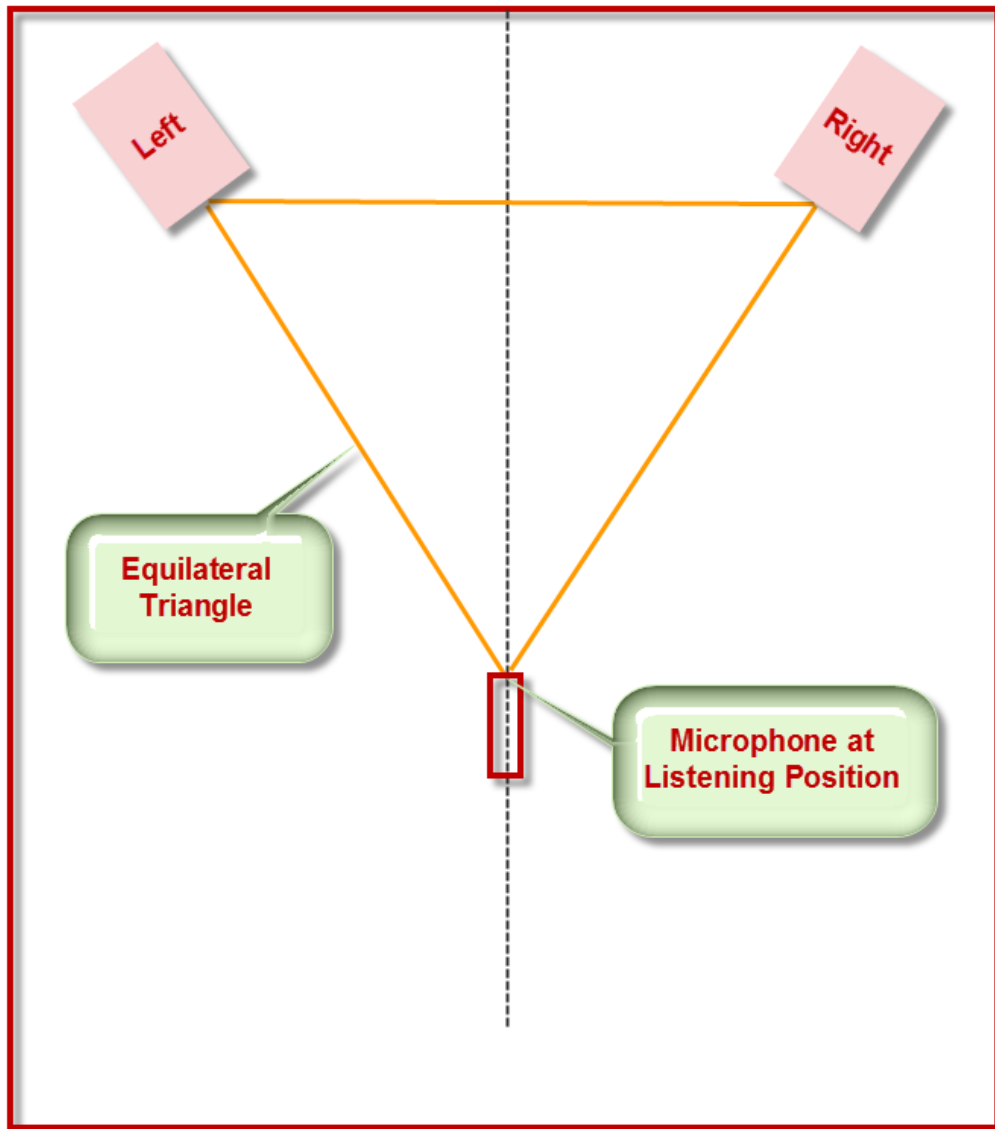 Left
Right
Equilateral
Triangle
Microphone at
Listening Position